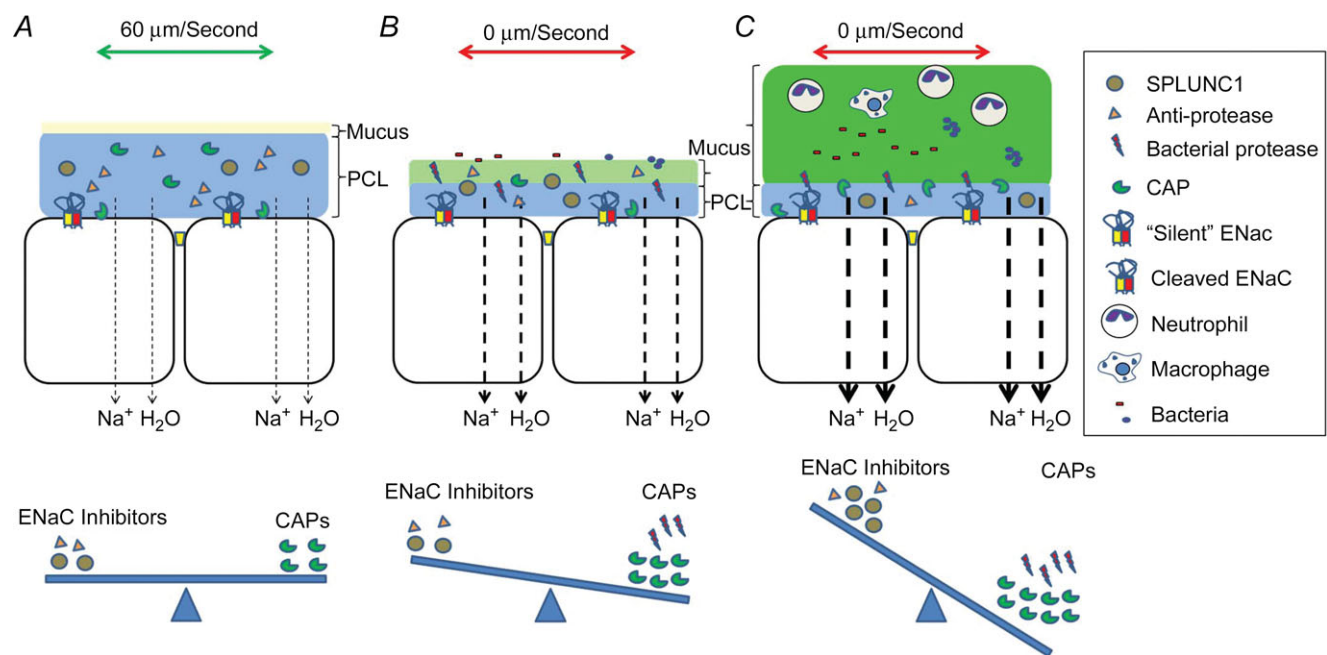 A
60 μm/Second
Mucus
PCL
Na⁺ H₂O
Na⁺ H₂O
ENaC Inhibitors
CAPs
B
0 μm/Second
PCL
Na⁺ H₂O
Na⁺ H₂O
ENaC Inhibitors
CAPs
C
0 μm/Second
Mucus
Na⁺ H₂O
Na⁺ H₂O
ENaC Inhibitors
CAPs
SPLUNC1
Anti-protease
Bacterial protease
CAP
“Silent” ENac
Cleaved ENaC
Neutrophil
Macrophage
Bacteria